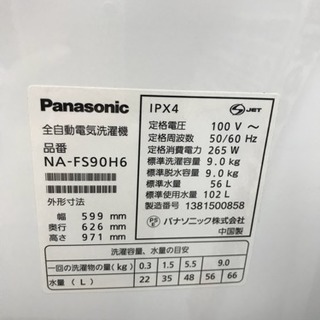 Panasonic
全自動電気洗濯機
品番
NA-FS90H6
外形寸法
幅 599 mm
奥行 626 mm
高さ 971 mm
IPX4
JET
定格電圧 100 V ～
定格周波数 50/60 Hz
定格消費電力 265 W
標準洗濯容量 9.0 kg
標準脱水容量 9.0 kg
標準水量 56 L
標準使用水量 102 L
製造番号 1381500858
PS E パナソニック株式会社
中国製
洗濯容量、水量の目安
一回の洗濯物の量(kg) 0.3 1.5 5.5 9.0
水量(L) 22 35 48 56 66